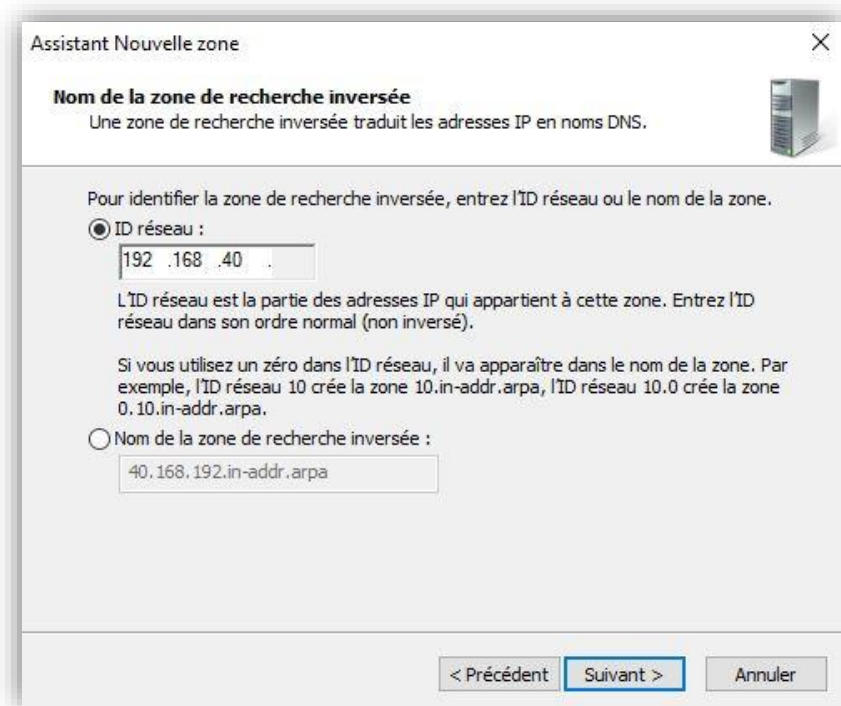 Assistant Nouvelle zone
Nom de la zone de recherche inversée
Une zone de recherche inversée traduit les adresses IP en noms DNS.
Pour identifier la zone de recherche inversée, entrez l'ID réseau ou le nom de la zone.
ID réseau :
192 .168 .40 .
L'ID réseau est la partie des adresses IP qui appartient à cette zone. Entrez l'ID
réseau dans son ordre normal (non inversé).
Si vous utilisez un zéro dans l'ID réseau, il va apparaître dans le nom de la zone. Par
exemple, l'ID réseau 10 crée la zone 10.in-addr.arpa, l'ID réseau 10.0 crée la zone
0.10.in-addr.arpa.
Nom de la zone de recherche inversée :
40.168.192.in-addr.arpa
< Précédent
Suivant >
Annuler